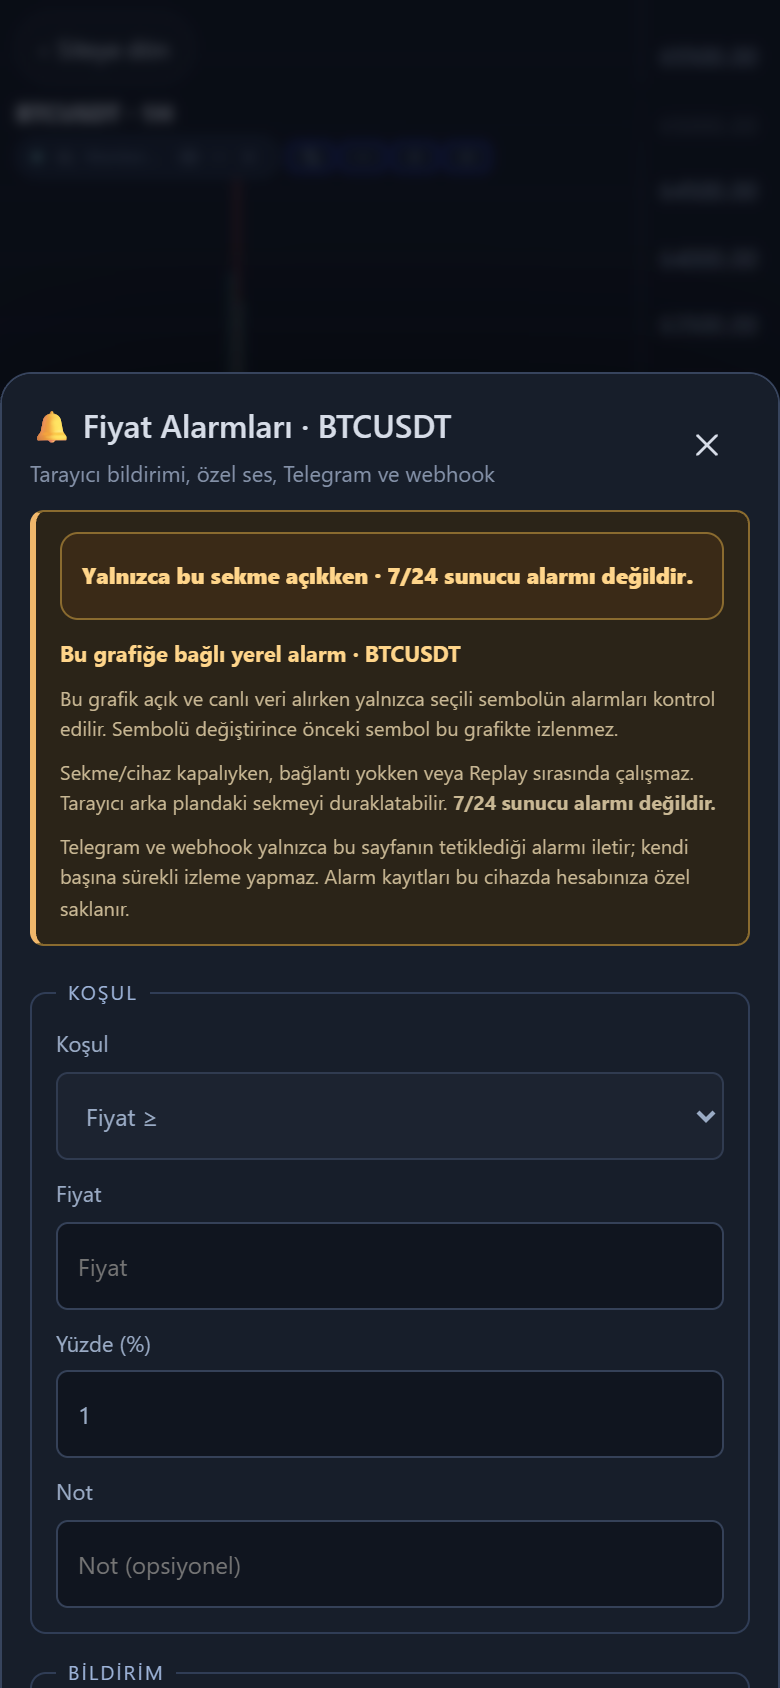 BTCUSDT · 1H
🔔 Fiyat Alarmları · BTCUSDT
Tarayıcı bildirimi, özel ses, Telegram ve webhook
Yalnızca bu sekme açıkken · 7/24 sunucu alarmı değildir.
Bu grafiğe bağlı yerel alarm · BTCUSDT
Bu grafik açık ve canlı veri alırken yalnızca seçili sembolün alarmları kontrol
edilir. Sembolü değiştirince önceki sembol bu grafikte izlenmez.
Sekme/cihaz kapalıyken, bağlantı yokken veya Replay sırasında çalışmaz.
Tarayıcı arka plandaki sekmeyi duraklatabilir. 7/24 sunucu alarmı değildir.
Telegram ve webhook yalnızca bu sayfanın tetiklediği alarmı iletir; kendi
başına sürekli izleme yapmaz. Alarm kayıtları bu cihazda hesabınıza özel
saklanır.
KOŞUL
Koşul
Fiyat ≥
Fiyat
Fiyat
Yüzde (%)
1
Not
Not (opsiyonel)
BİLDİRİM